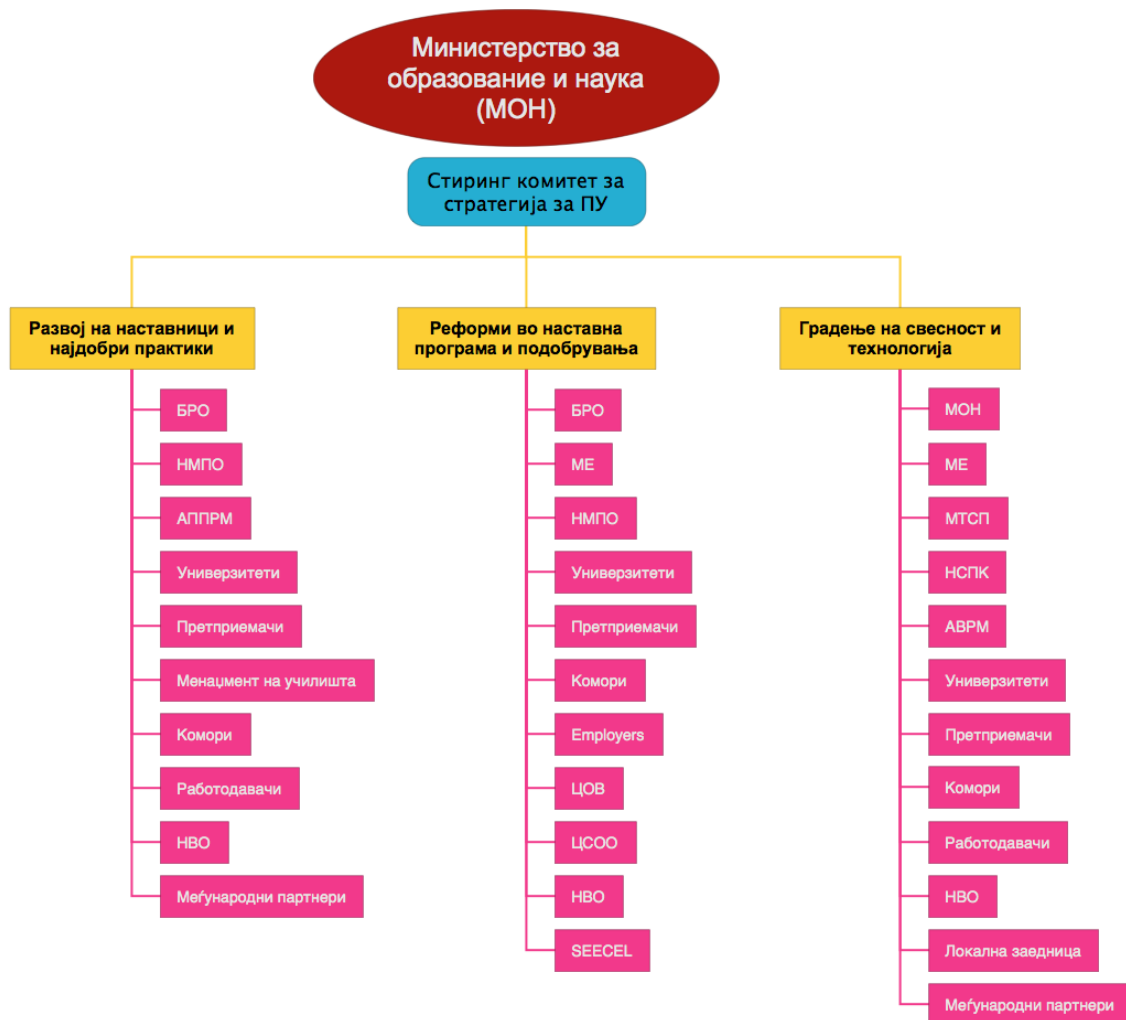 Министерство за
образование и наука
(МОН)
Стиринг комитет за
стратегија за ПУ
Развој на наставници и
најдобри практики
БРО
НМПО
АППРМ
Универзитети
Претприемачи
Менаџмент на училишта
Комори
Работодавачи
НВО
Меѓународни партнери
Реформи во наставна
програма и подобрувања
БРО
МЕ
НМПО
Универзитети
Претприемачи
Комори
Employers
ЦОВ
ЦСОО
НВО
SEECEL
Градење на свесност и
технологија
МОН
МЕ
МТСП
НСПК
АВРМ
Универзитети
Претприемачи
Комори
Работодавачи
НВО
Локална заедница
Меѓународни партнери